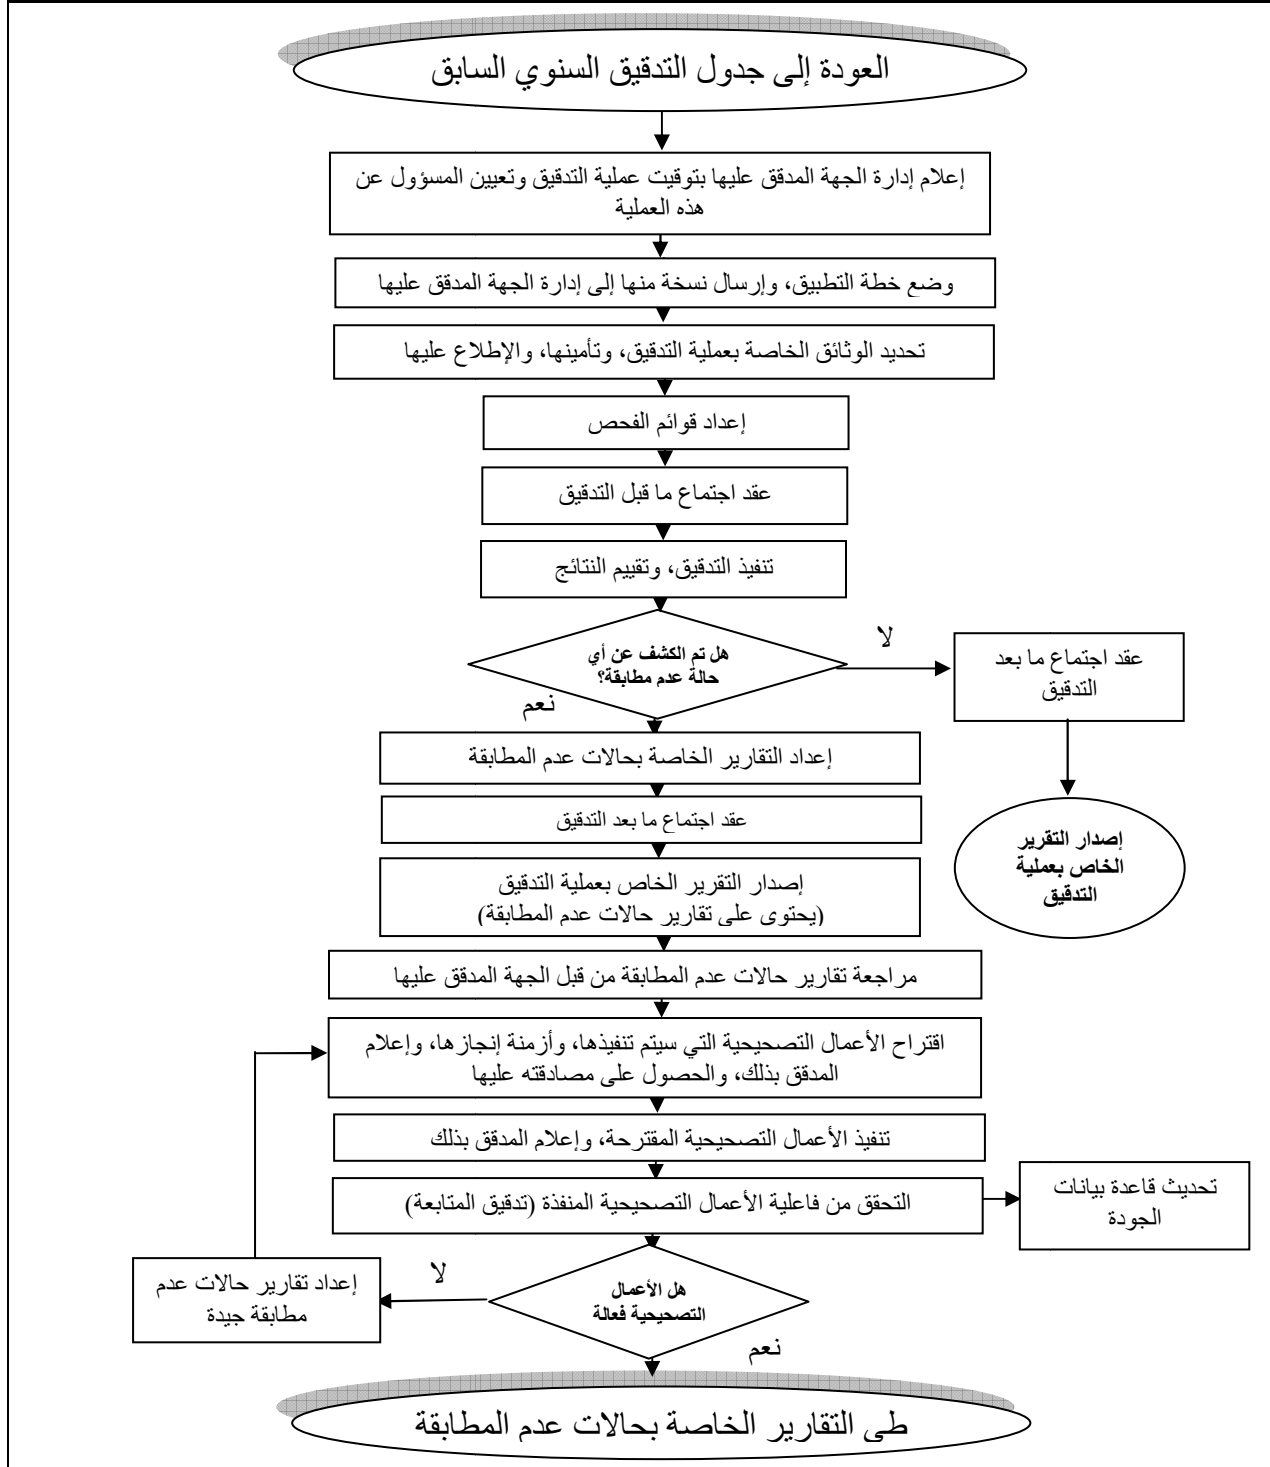 العودة إلى جدول التدقيق السنوي السابق
إعلام إدارة الجهة المدقق عليها بتوقيت عملية التدقيق وتعيين المسؤول عن
هذه العملية
وضع خطة التطبيق، وإرسال نسخة منها إلى إدارة الجهة المدقق عليها
تحديد الوثائق الخاصة بعملية التدقيق، وتأمينها، والإطلاع عليها
إعداد قوائم الفحص
عقد اجتماع ما قبل التدقيق
تنفيذ التدقيق، وتقييم النتائج
هل تم الكشف عن أي
حالة عدم مطابقة؟
لا
عقد اجتماع ما بعد
التدقيق
إصدار التقرير
الخاص بعملية
التدقيق
نعم
إعداد التقارير الخاصة بحالات عدم المطابقة
عقد اجتماع ما بعد التدقيق
إصدار التقرير الخاص بعملية التدقيق
(يحتوى على تقارير حالات عدم المطابقة)
مراجعة تقارير حالات عدم المطابقة من قبل الجهة المدقق عليها
اقتراح الأعمال التصحيحية التي سيتم تنفيذها، وأزمنة إنجازها، وإعلام
المدقق بذلك، والحصول على مصادقته عليها
تنفيذ الأعمال التصحيحية المقترحة، وإعلام المدقق بذلك
التحقق من فاعلية الأعمال التصحيحية المنفذة (تدقيق المتابعة)
تحديث قاعدة بيانات
الجودة
هل الأعمال
التصحيحية فعالة
لا
إعداد تقارير حالات عدم
مطابقة جيدة
نعم
طى التقارير الخاصة بحالات عدم المطابقة